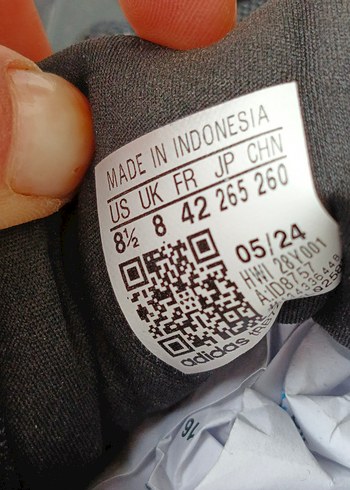 MADE IN INDONESIA
US UK FR JP CHN
8½ 8 42 265 260
05/24
HWI 28Y001
adidas
16